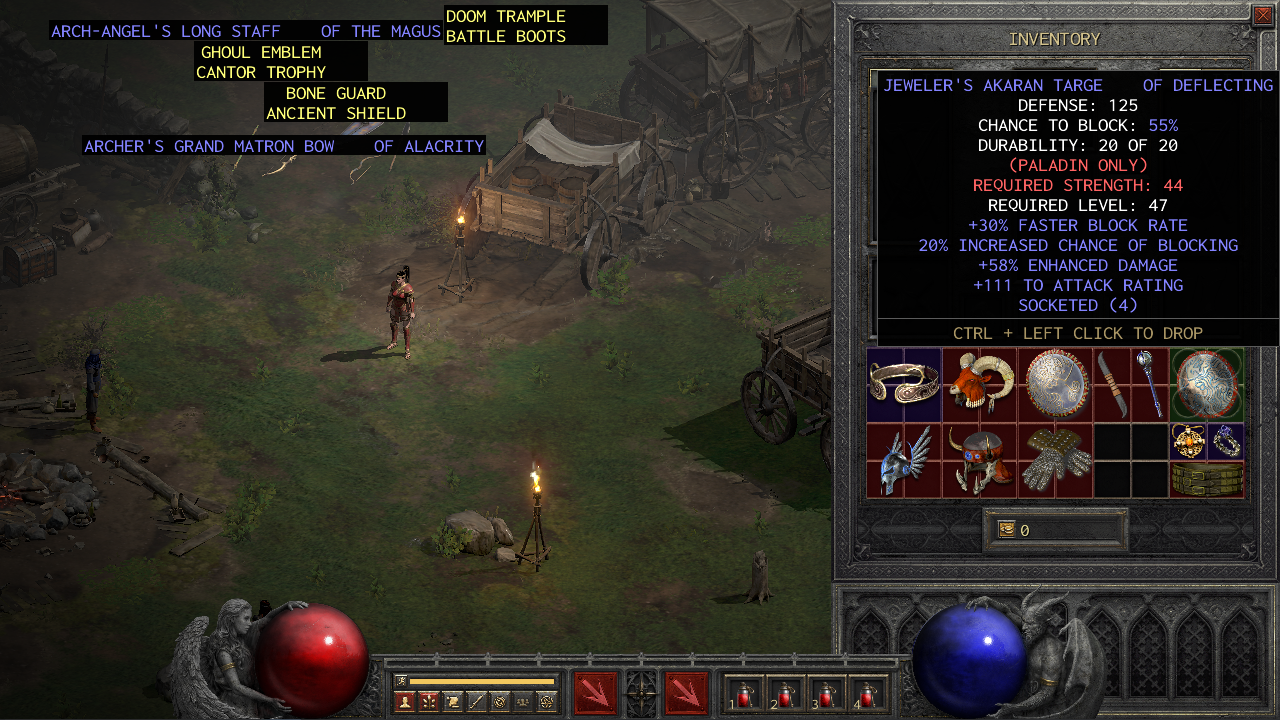 ARCH-ANGEL'S LONG STAFF OF THE MAGUS
DOOM TRAMPLE
BATTLE BOOTS
GHOUL EMBLEM
CANTOR TROPHY
BONE GUARD
ANCIENT SHIELD
ARCHER'S GRAND MATRON BOW OF ALACRITY
INVENTORY
JEWELER'S AKARAN TARGE OF DEFLECTING
DEFENSE: 125
CHANCE TO BLOCK: 55%
DURABILITY: 20 OF 20
(PALADIN ONLY)
REQUIRED STRENGTH: 44
REQUIRED LEVEL: 47
+30% FASTER BLOCK RATE
20% INCREASED CHANCE OF BLOCKING
+58% ENHANCED DAMAGE
+111 TO ATTACK RATING
SOCKETED (4)
CTRL + LEFT CLICK TO DROP
0
1 2 3 4